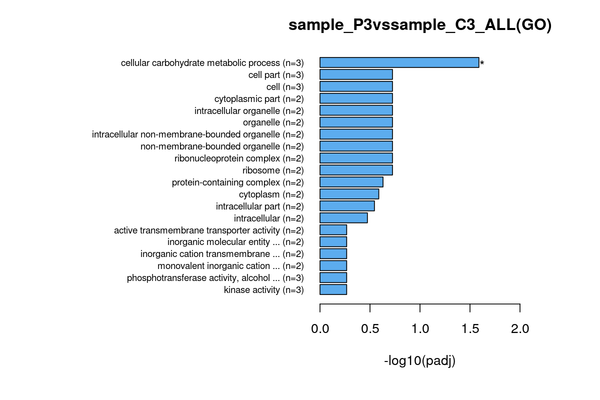 sample_P3vssample_C3_ALL(GO)
cellular carbohydrate metabolic process (n=3)
*
cell part (n=3)
cell (n=3)
cytoplasmic part (n=2)
intracellular organelle (n=2)
organelle (n=2)
intracellular non-membrane-bounded organelle (n=2)
non-membrane-bounded organelle (n=2)
ribonucleoprotein complex (n=2)
ribosome (n=2)
protein-containing complex (n=2)
cytoplasm (n=2)
intracellular part (n=2)
intracellular (n=2)
active transmembrane transporter activity (n=2)
inorganic molecular entity ... (n=2)
inorganic cation transmembrane ... (n=2)
monovalent inorganic cation ... (n=2)
phosphotransferase activity, alcohol ... (n=3)
kinase activity (n=3)
0.0 0.5 1.0 1.5 2.0
-log10(padj)